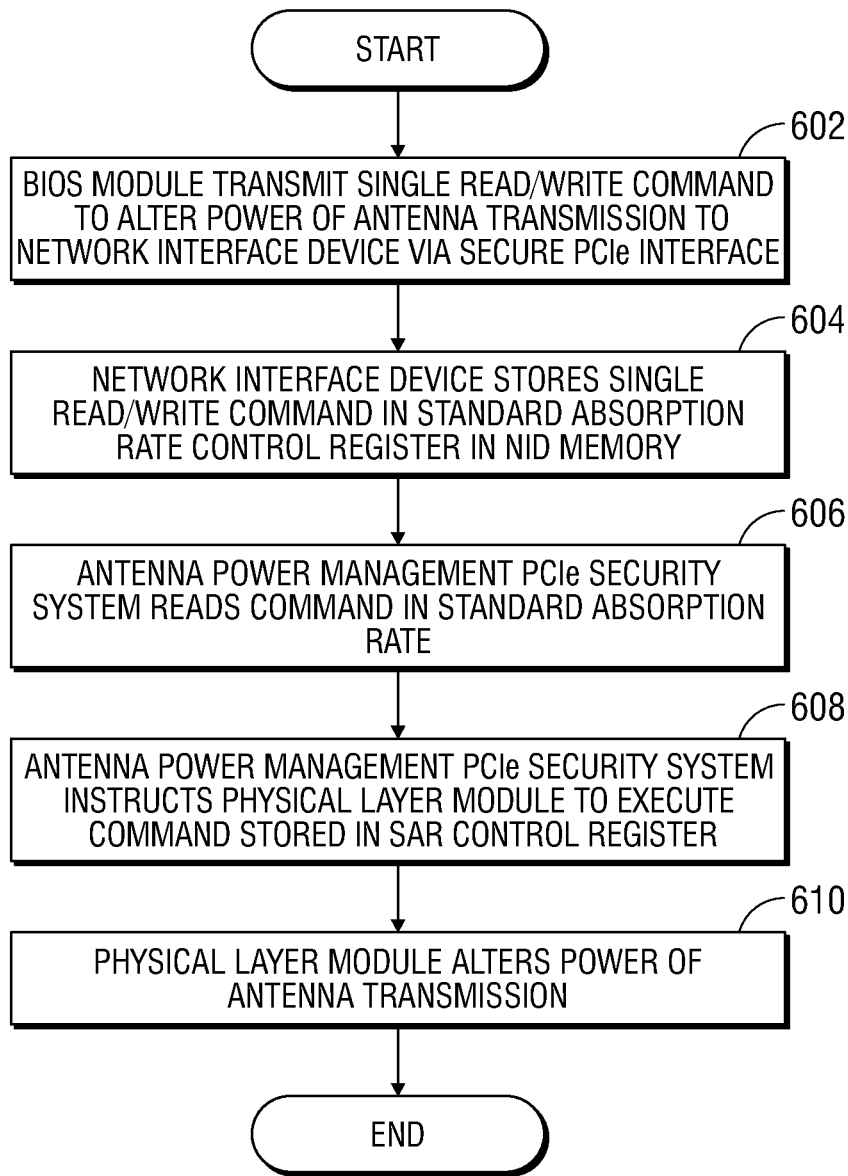 START
602
BIOS MODULE TRANSMIT SINGLE READ/WRITE COMMAND
TO ALTER POWER OF ANTENNA TRANSMISSION TO
NETWORK INTERFACE DEVICE VIA SECURE PCIe INTERFACE
604
NETWORK INTERFACE DEVICE STORES SINGLE
READ/WRITE COMMAND IN STANDARD ABSORPTION
RATE CONTROL REGISTER IN NID MEMORY
606
ANTENNA POWER MANAGEMENT PCIe SECURITY
SYSTEM READS COMMAND IN STANDARD ABSORPTION
RATE
608
ANTENNA POWER MANAGEMENT PCIe SECURITY SYSTEM
INSTRUCTS PHYSICAL LAYER MODULE TO EXECUTE
COMMAND STORED IN SAR CONTROL REGISTER
610
PHYSICAL LAYER MODULE ALTERS POWER OF
ANTENNA TRANSMISSION
END